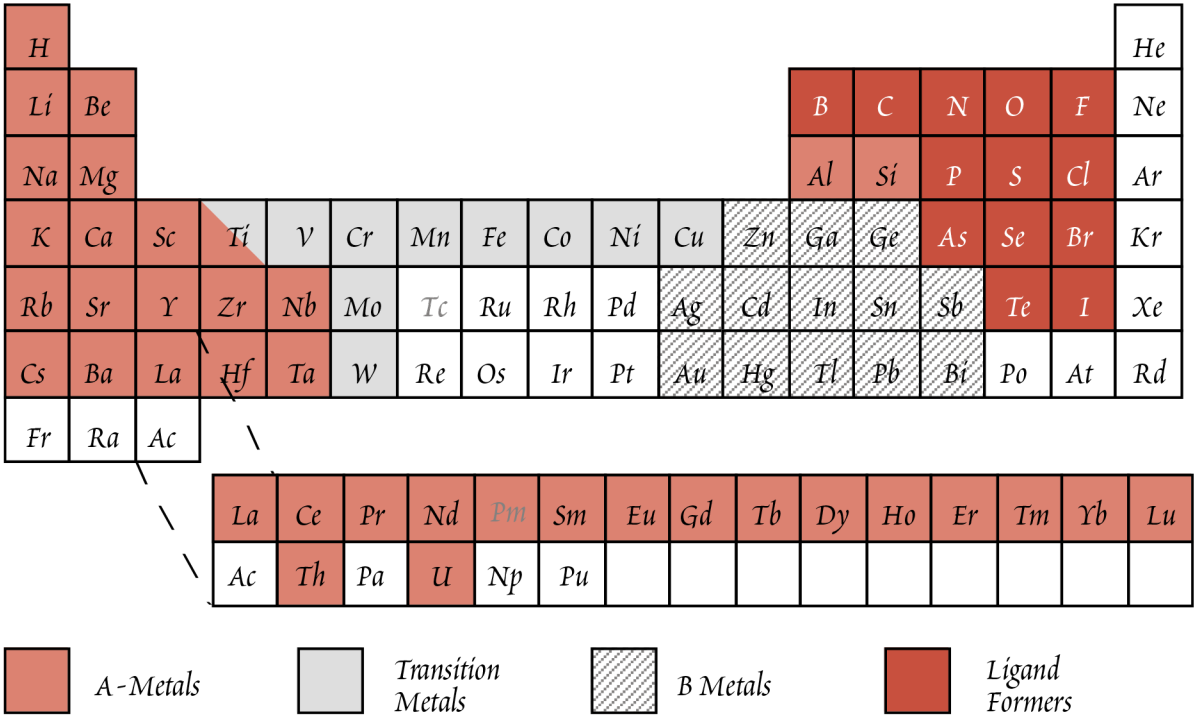 H He
Li Be B C N O F Ne
Na Mg Al Si P S Cl Ar
K Ca Sc Ti V Cr Mn Fe Co Ni Cu Zn Ga Ge As Se Br Kr
Rb Sr Y Zr Nb Mo Tc Ru Rh Pd Ag Cd In Sn Sb Te I Xe
Cs Ba La Hf Ta W Re Os Ir Pt Au Hg Tl Pb Bi Po At Rd
Fr Ra Ac
La Ce Pr Nd Pm Sm Eu Gd Tb Dy Ho Er Tm Yb Lu
Ac Th Pa U Np Pu
A-Metals
Transition
Metals
B Metals
Ligand
Formers